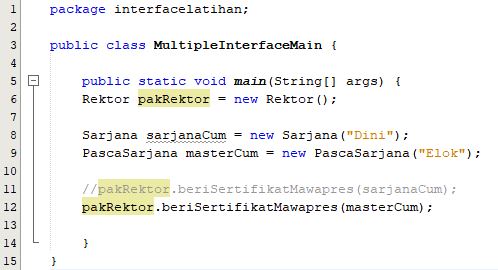 1 package interfacelatihan;
2
3 public class MultipleInterfaceMain {
4
5 public static void main(String[] args) {
6 Rektor pakRektor = new Rektor();
7
8 Sarjana sarjanaCum = new Sarjana("Dini");
9 PascaSarjana masterCum = new PascaSarjana("Elok");
10
11 //pakRektor.beriSertifikatMawapres(sarjanaCum);
12 pakRektor.beriSertifikatMawapres(masterCum);
13
14 }
15 }